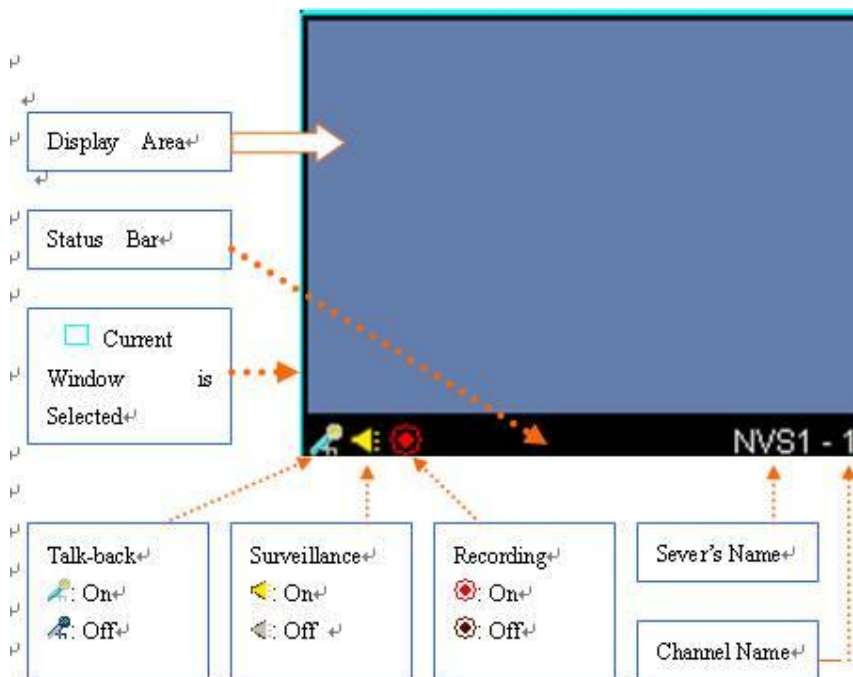 Display Area
Status Bar
Current
Window is
Selected
NVS1 - 1
Talk-back
: On
: Off
Surveillance
: On
: Off
Recording
: On
: Off
Sever's Name
Channel Name